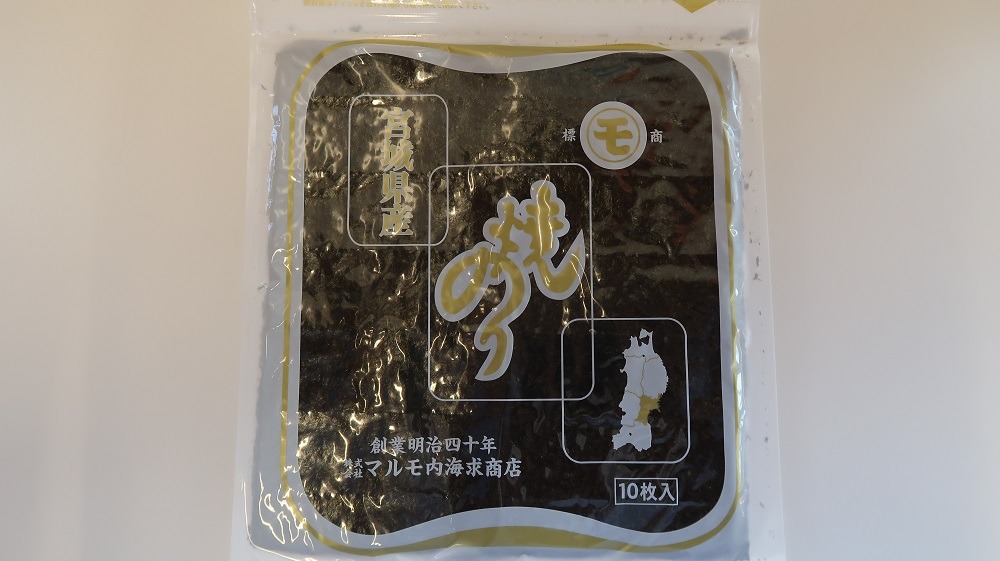 宮城県産
標 モ 商
焼のり
創業明治四十年
株式会社 マルモ内海求商店
10枚入